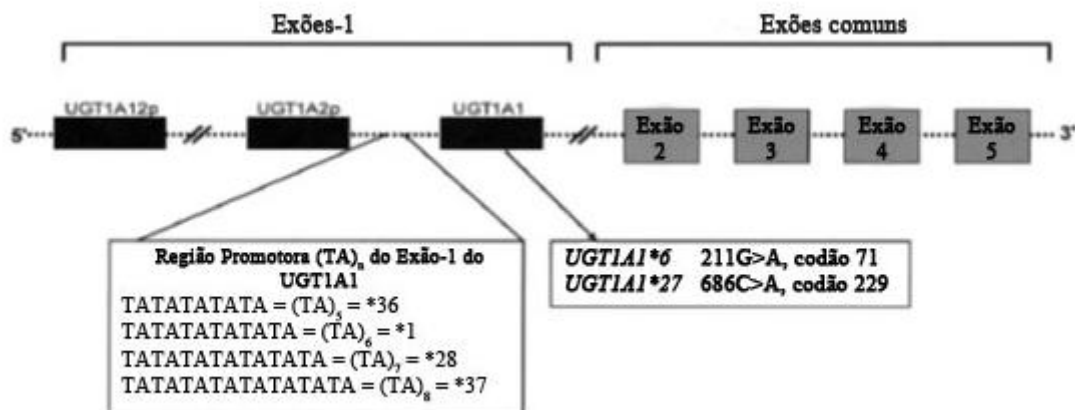 Exões-1
Exões comuns
UGT1A12p
UGT1A2p
UGT1A1
5'
Exão
2
Exão
3
Exão
4
Exão
5
3'
Região Promotora (TA)n do Exão-1 do
UGT1A1
TATATATATA = (TA)5 = *36
TATATATATATA = (TA)6 = *1
TATATATATATATA = (TA)7 = *28
TATATATATATATATA = (TA)8 = *37
UGT1A1*6 211G>A, codão 71
UGT1A1*27 686C>A, codão 229